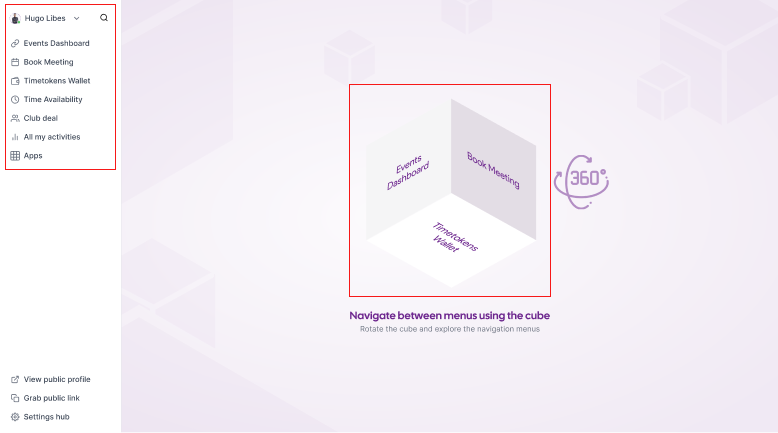 Hugo Libes
Events Dashboard
Book Meeting
Timetokens Wallet
Time Availability
Club deal
All my activities
Apps
View public profile
Grab public link
Settings hub
Events
Dashboard
Book Meeting
Timetokens
Wallet
360°
Navigate between menus using the cube
Rotate the cube and explore the navigation menus